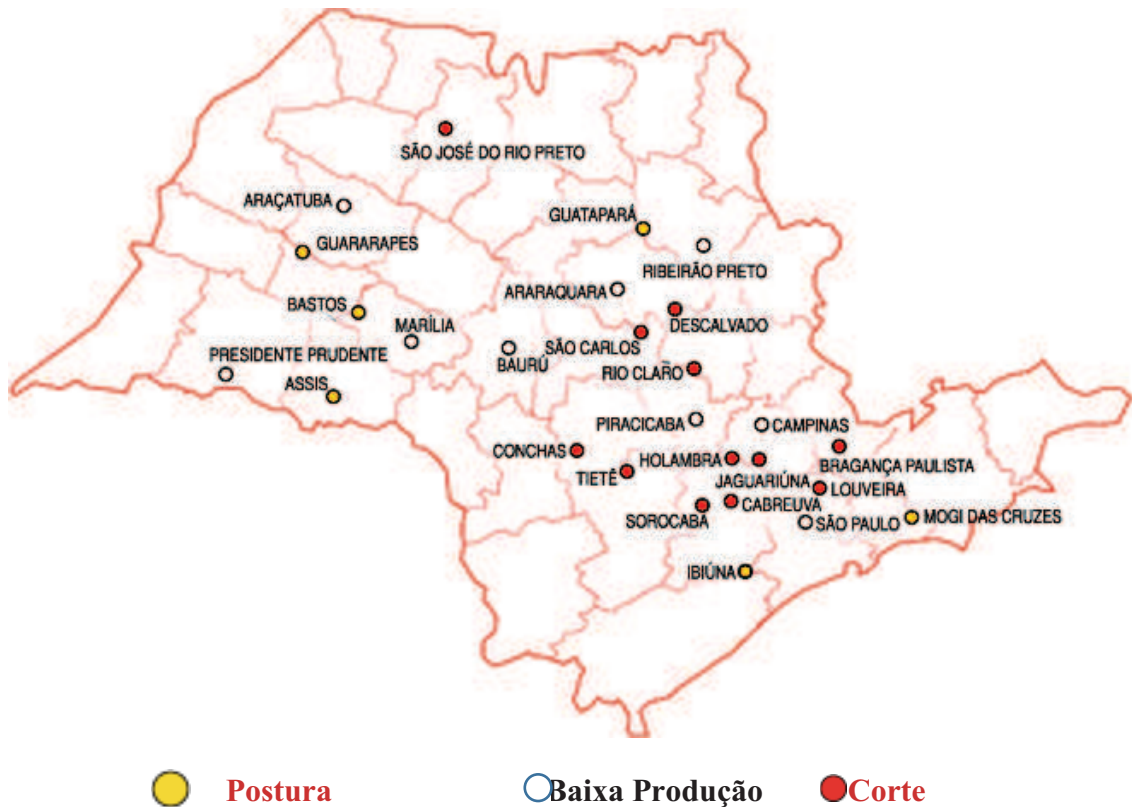 SÃO JOSÉ DO RIO PRETO
ARAÇATUBA
GUATAPARÁ
GUARARAPES
RIBEIRÃO PRETO
ARARAQUARA
BASTOS
DESCALVADO
MARÍLIA
SÃO CARLOS
PRESIDENTE PRUDENTE
BAURÚ
RIO CLARO
ASSIS
PIRACICABA
CAMPINAS
CONCHAS
HOLAMBRA
BRAGANÇA PAULISTA
TIETÊ
JAGUARIÚNA
LOUVEIRA
CABREUVA
SOROCABA
SÃO PAULO
MOGI DAS CRUZES
IBIÚNA
Postura
Baixa Produção
Corte